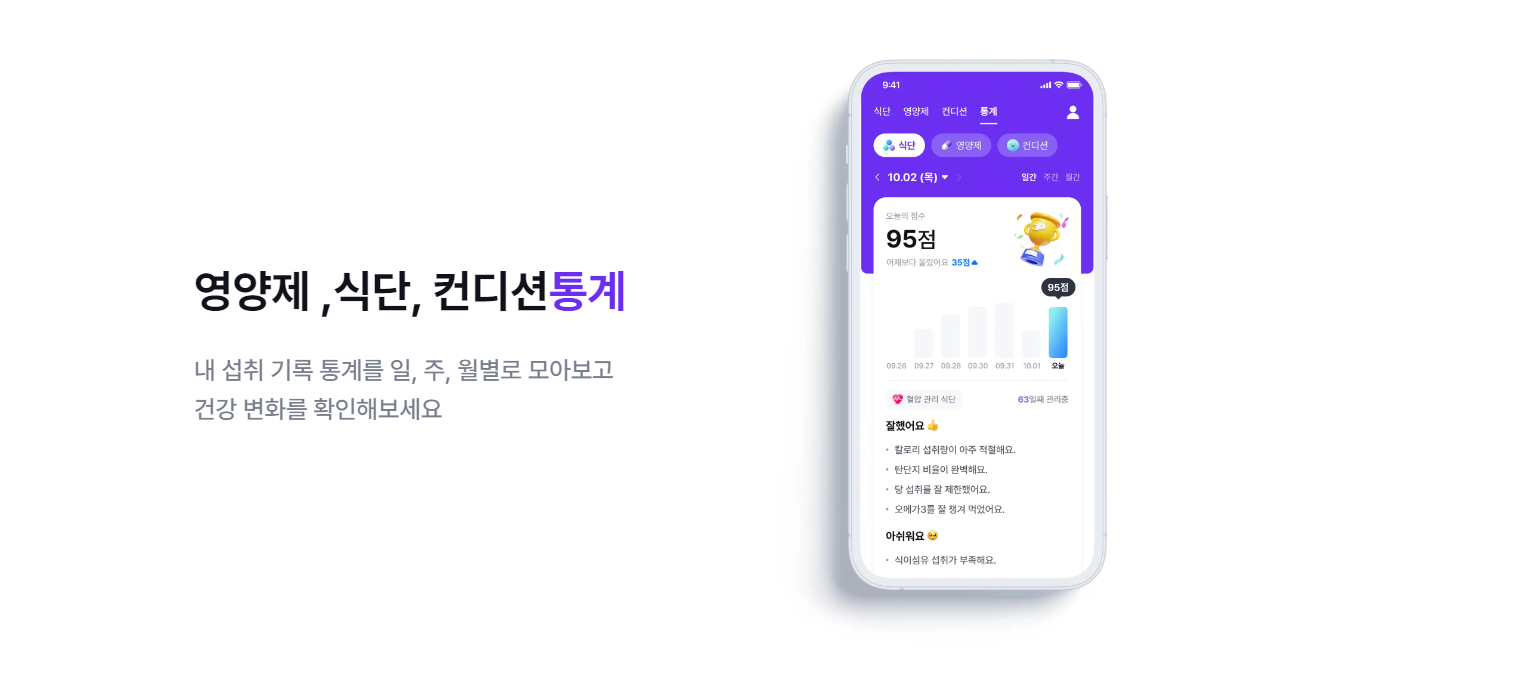 영양제 ,식단, 컨디션통계
내 섭취 기록 통계를 일, 주, 월별로 모아보고
건강 변화를 확인해보세요
9:41
식단 영양제 컨디션 통계
식단 영양제 컨디션
10.02 (목) 일간 주간 월간
오늘의 점수
95점
어제보다 올랐어요 35점
95점
09.26 09.27 09.28 09.30 09.31 10.01 오늘
혈압 관리 식단 63일째 관리중
잘했어요 👍
• 칼로리 섭취량이 아주 적절해요.
• 탄단지 비율이 완벽해요.
• 당 섭취를 잘 제한했어요.
• 오메가3를 잘 챙겨 먹었어요.
아쉬워요 🥺
• 식이섬유 섭취가 부족해요.